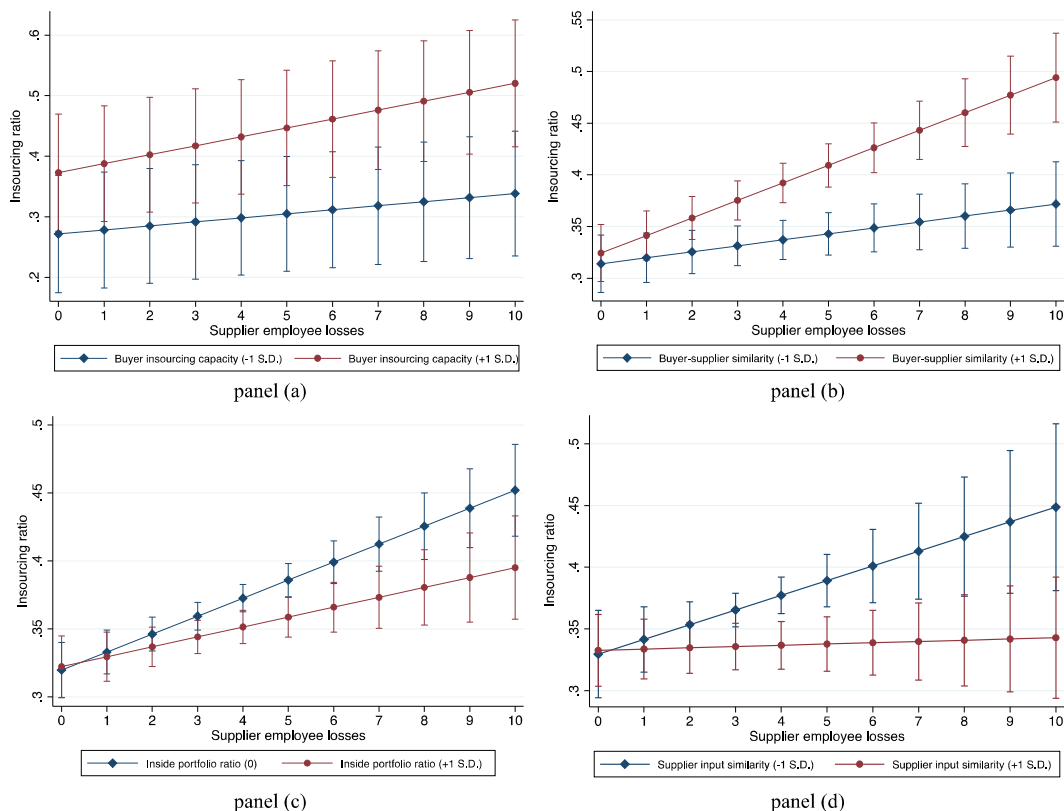 .6
.5
.4
.3
.2
Insourcing ratio
0 1 2 3 4 5 6 7 8 9 10
Supplier employee losses
Buyer insourcing capacity (-1 S.D.) Buyer insourcing capacity (+1 S.D.)
panel (a)
.55
.5
.45
.4
.35
.3
Insourcing ratio
0 1 2 3 4 5 6 7 8 9 10
Supplier employee losses
Buyer-supplier similarity (-1 S.D.) Buyer-supplier similarity (+1 S.D.)
panel (b)
.5
.45
.4
.35
.3
Insourcing ratio
0 1 2 3 4 5 6 7 8 9 10
Supplier employee losses
Inside portfolio ratio (0) Inside portfolio ratio (+1 S.D.)
panel (c)
.5
.45
.4
.35
.3
Insourcing ratio
0 1 2 3 4 5 6 7 8 9 10
Supplier employee losses
Supplier input similarity (-1 S.D.) Supplier input similarity (+1 S.D.)
panel (d)